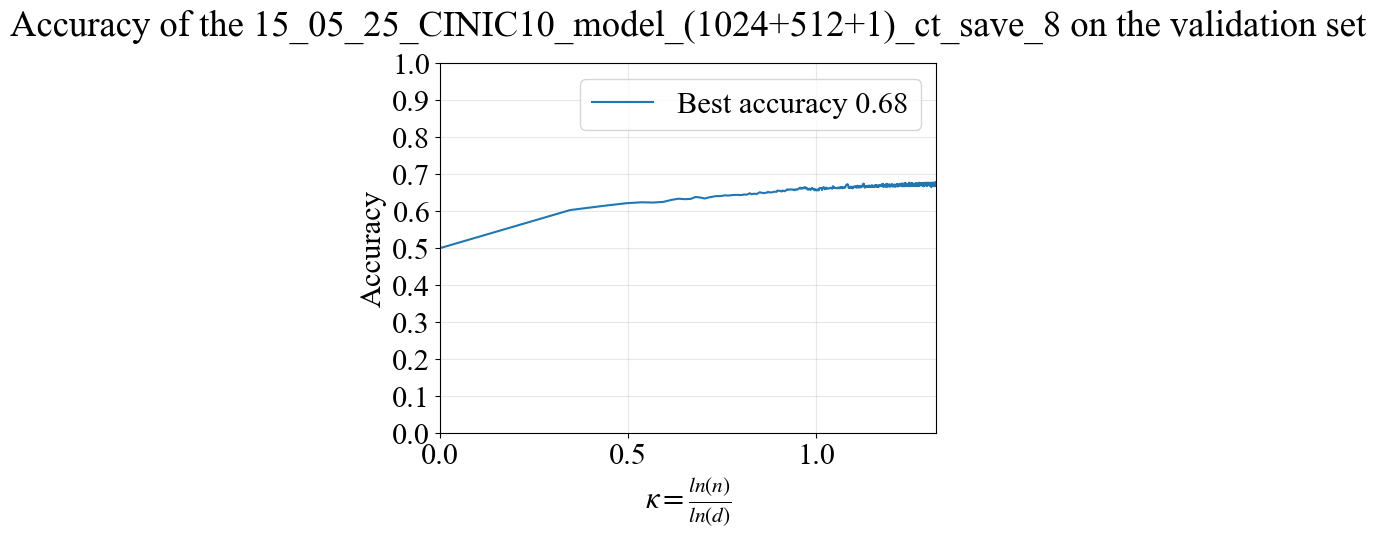 Accuracy of the 15_05_25_CINIC10_model_(1024+512+1)_ct_save_8 on the validation set
Best accuracy 0.68
Accuracy
1.0
0.9
0.8
0.7
0.6
0.5
0.4
0.3
0.2
0.1
0.0
0.0 0.5 1.0
κ = ln(n) / ln(d)